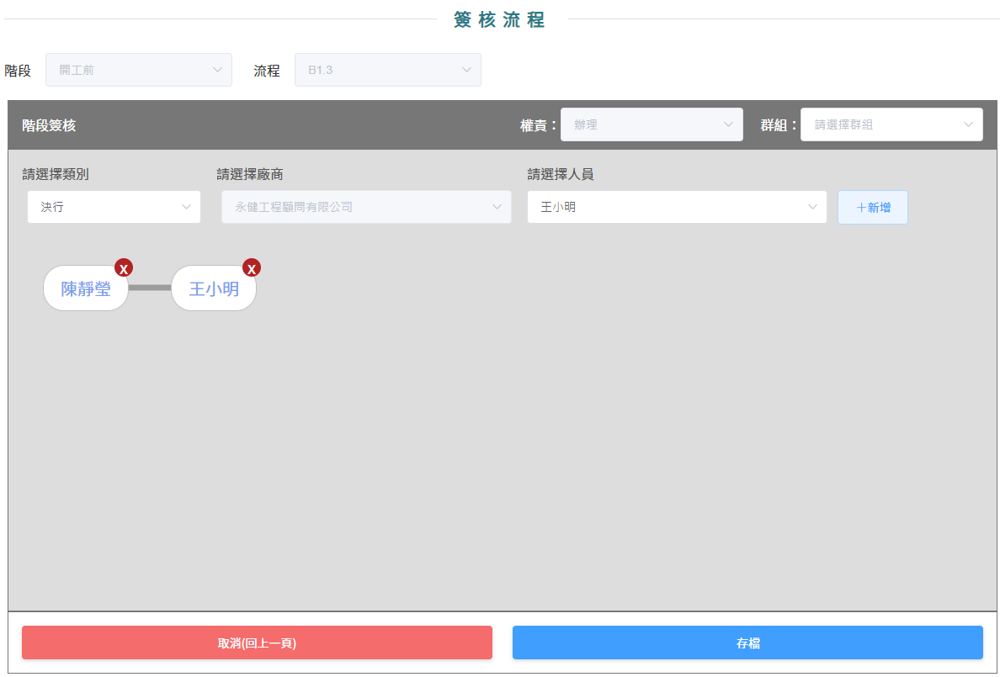 簽核流程
階段 開工前 流程 B1.3
階段簽核 權責： 辦理 群組： 請選擇群組
請選擇類別 請選擇廠商 請選擇人員
決行 永健工程顧問有限公司 王小明 +新增
陳靜瑩 X 王小明 X
取消(回上一頁) 存檔